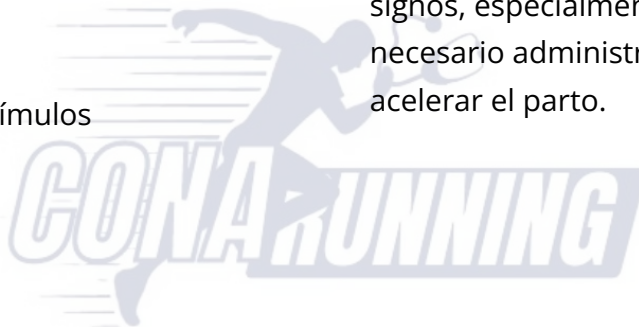 signos, especialmen
necesario administr
acelerar el parto.
ímulos
CONARUNNING